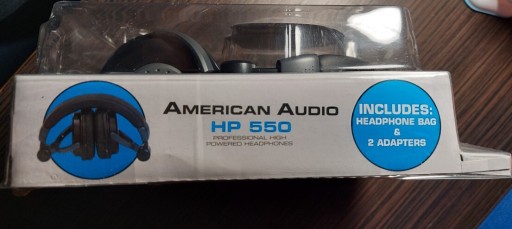 AMERICAN AUDIO
HP 550
PROFESSIONAL HIGH
POWERED HEADPHONES
INCLUDES:
HEADPHONE BAG
&
2 ADAPTERS